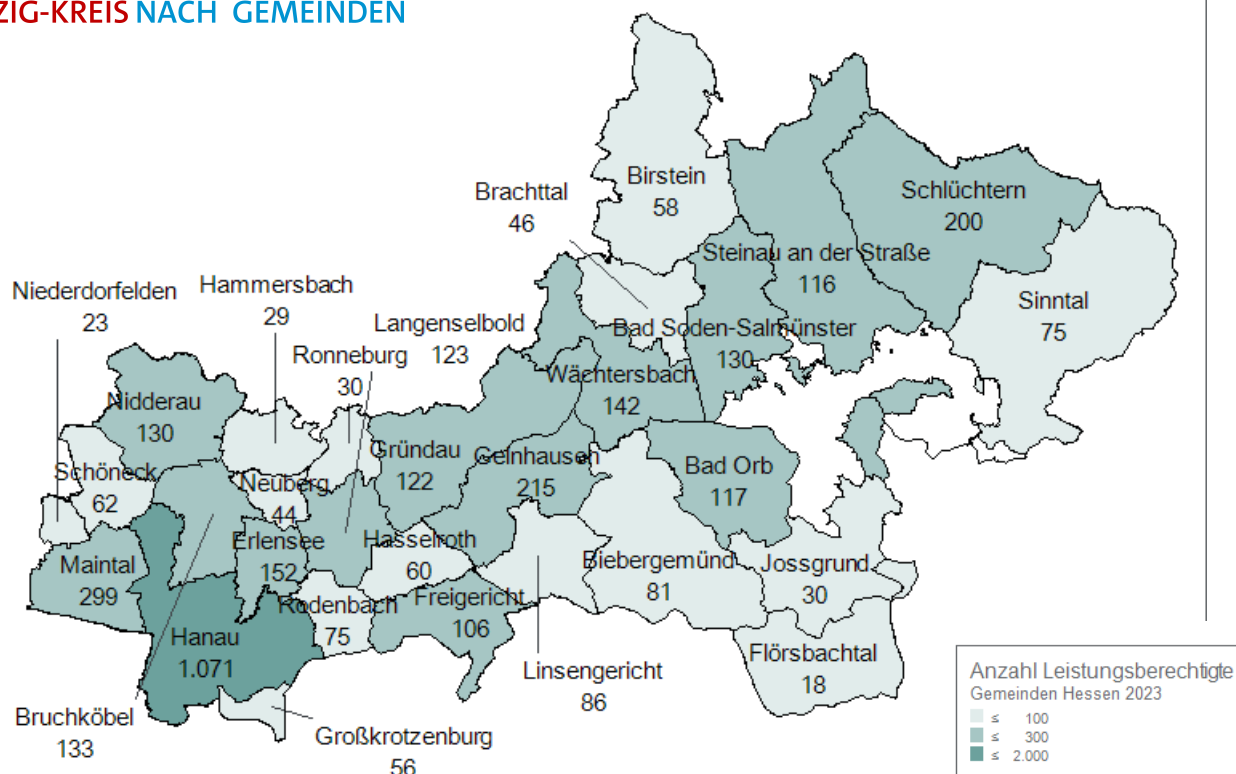 ZIG-KREIS NACH GEMEINDEN
Birstein
58
Brachttal
46
Schlüchtern
200
Steinau an der Straße
116
Sinntal
75
Niederdorfelden
23
Hammersbach
29
Langenselbold
123
Ronneburg
30
Bad Soden-Salmünster
130
Wächtersbach
142
Nidderau
130
Schöneck
62
Neuberg
44
Gründau
122
Gelnhausen
215
Bad Orb
117
Maintal
299
Erlensee
152
Hasselroth
60
Biebergemünd
81
Jossgrund
30
Rodenbach
75
Freigericht
106
Hanau
1.071
Linsengericht
86
Flörsbachtal
18
Bruchköbel
133
Großkrotzenburg
56
Anzahl Leistungsberechtigte
Gemeinden Hessen 2023
≤ 100
≤ 300
≤ 2.000